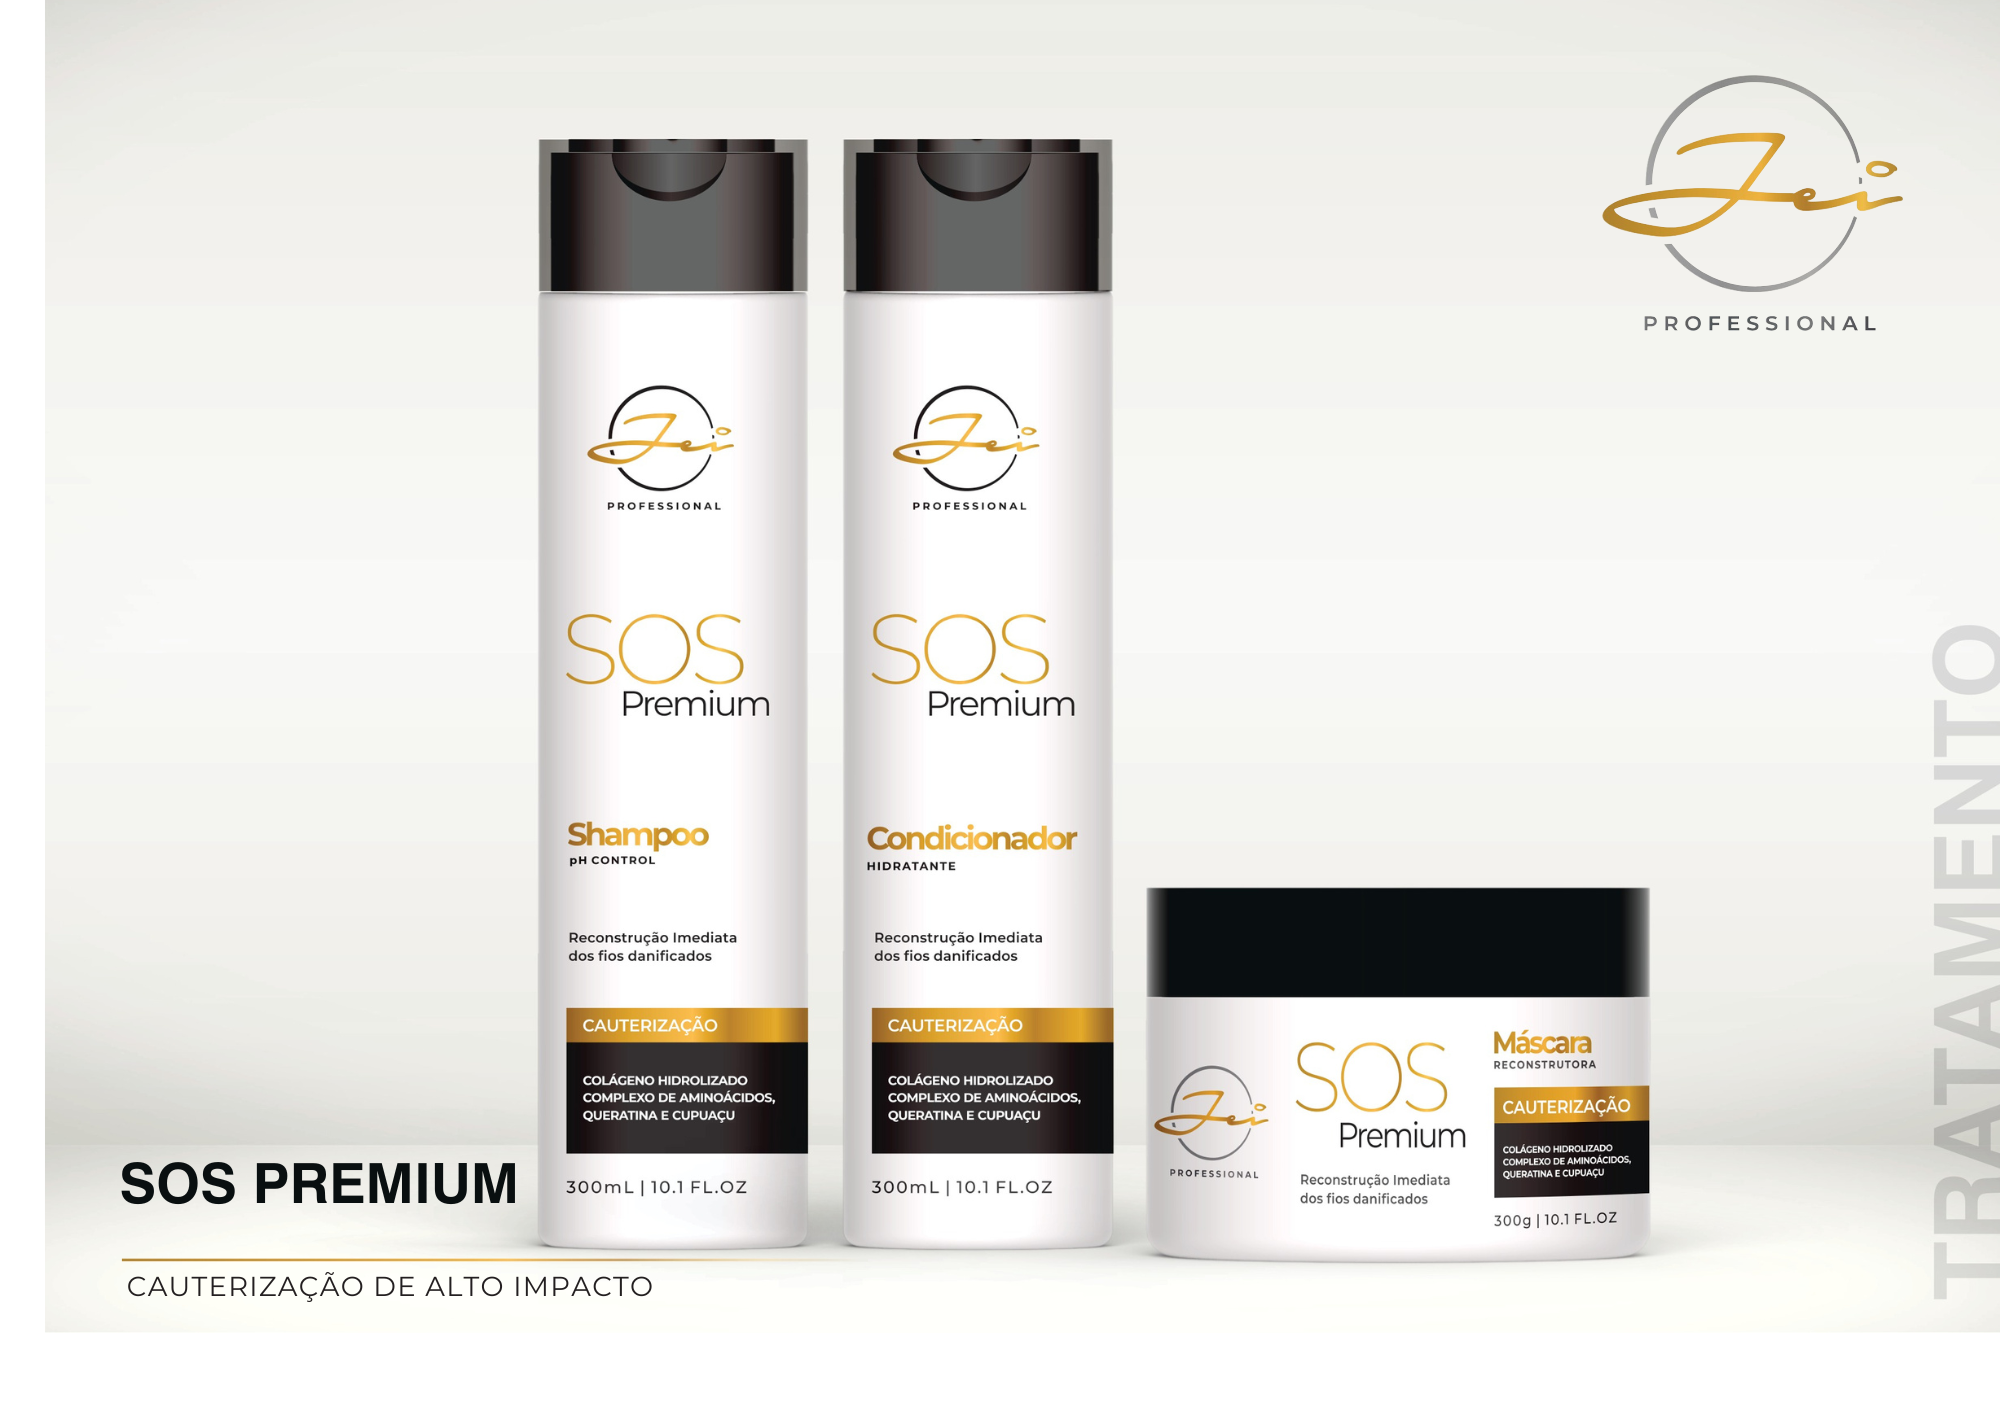 Jei
PROFESSIONAL
Jei
PROFESSIONAL
SOS
Premium
Shampoo
pH CONTROL
Reconstrução Imediata
dos fios danificados
CAUTERIZAÇÃO
COLÁGENO HIDROLIZADO
COMPLEXO DE AMINOÁCIDOS,
QUERATINA E CUPUAÇU
300mL | 10.1 FL.OZ
Jei
PROFESSIONAL
SOS
Premium
Condicionador
HIDRATANTE
Reconstrução Imediata
dos fios danificados
CAUTERIZAÇÃO
COLÁGENO HIDROLIZADO
COMPLEXO DE AMINOÁCIDOS,
QUERATINA E CUPUAÇU
300mL | 10.1 FL.OZ
Jei
PROFESSIONAL
SOS
Premium
Reconstrução Imediata
dos fios danificados
Máscara
RECONSTRUTORA
CAUTERIZAÇÃO
COLÁGENO HIDROLIZADO
COMPLEXO DE AMINOÁCIDOS,
QUERATINA E CUPUAÇU
300g | 10.1 FL.OZ
SOS PREMIUM
CAUTERIZAÇÃO DE ALTO IMPACTO
TRATAMENTO